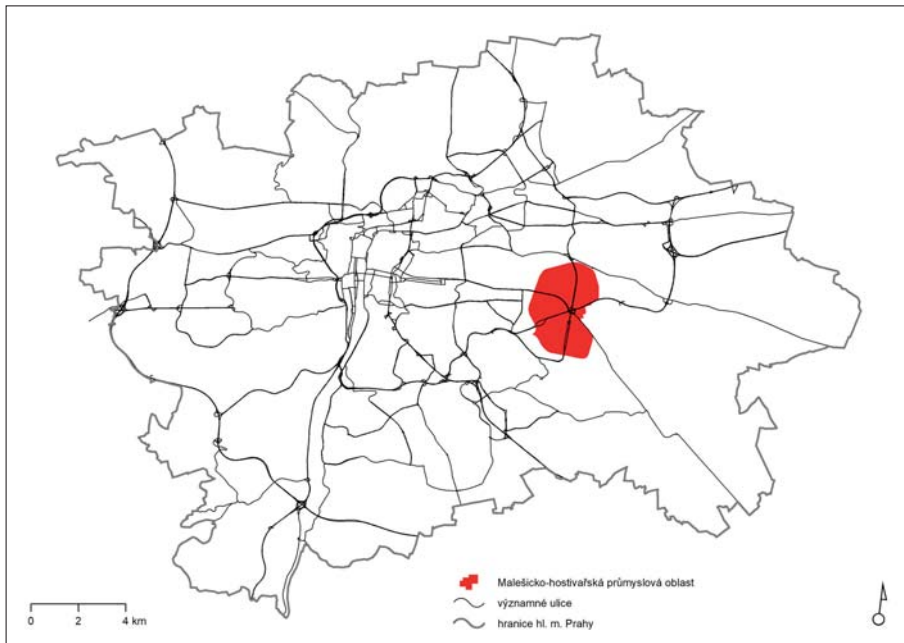 Malešicko-hostivařská průmyslová oblast
významné ulice
hranice hl. m. Prahy
0 2 4 km